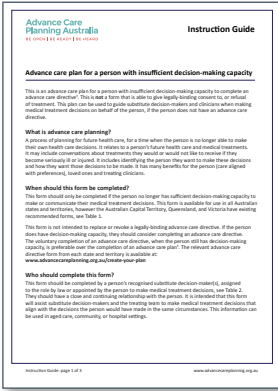 Advance Care
Planning Australia
BE OPEN | BE READY | BE HEARD
Instruction Guide
Advance care plan for a person with insufficient decision-making capacity
This is an advance care plan for a person with insufficient decision-making capacity to complete an
advance care directive*. This is not a form that is able to give legally-binding consent to, or refusal
of treatment. This plan can be used to guide substitute decision-makers and clinicians when making
medical treatment decisions on behalf of the person, if the person does not have an advance care
directive.
What is advance care planning?
A process of planning for future health care, for a time when the person is no longer able to make
their own health care decisions. It relates to a person's future health care and medical treatments.
It may include conversations about treatments they would or would not like to receive if they
become seriously ill or injured. It includes identifying the person they want to make these decisions
and how they want those decisions to be made. It has many benefits for the person (care aligned
with preferences), loved ones and treating clinicians.
When should this form be completed?
This form should only be completed if the person no longer has sufficient decision-making capacity to
make or communicate their medical treatment decisions. This form is available for use in all Australian
states and territories, however the Australian Capital Territory, Queensland, and Victoria have existing
recommended forms, see Table 1.
This form is not intended to replace or revoke a legally-binding advance care directive. If the person
does have decision-making capacity, they should consider completing an advance care directive.
The voluntary completion of an advance care directive, when the person still has decision-making
capacity, is preferable over the completion of an advance care plan*. The relevant advance care
directive form from each state and territory is available at:
www.advancecareplanning.org.au/create-your-plan
Who should complete this form?
This form should be completed by a person's recognised substitute decision-maker(s), assigned
to the role by law or appointed by the person to make medical treatment decisions, see Table 2.
They should have a close and continuing relationship with the person. It is intended that this form
will assist substitute decision-makers and the treating team to make medical treatment decisions that
align with the decisions the person would have made in the same circumstances. This information can
be used in aged care, community, or hospital settings.
Instruction Guide: page 1 of 3
www.advancecareplanning.org.au